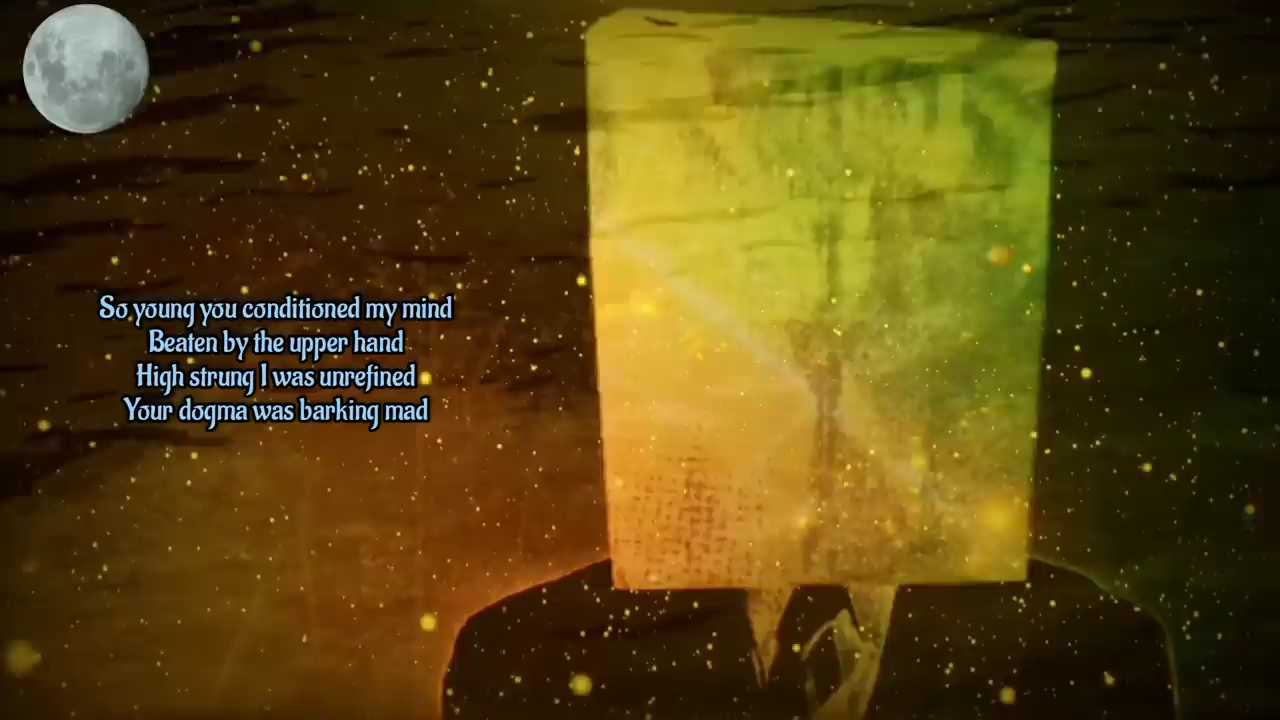 So young you conditioned my mind
Beaten by the upper hand
High strung I was unrefined
Your dogma was barking mad